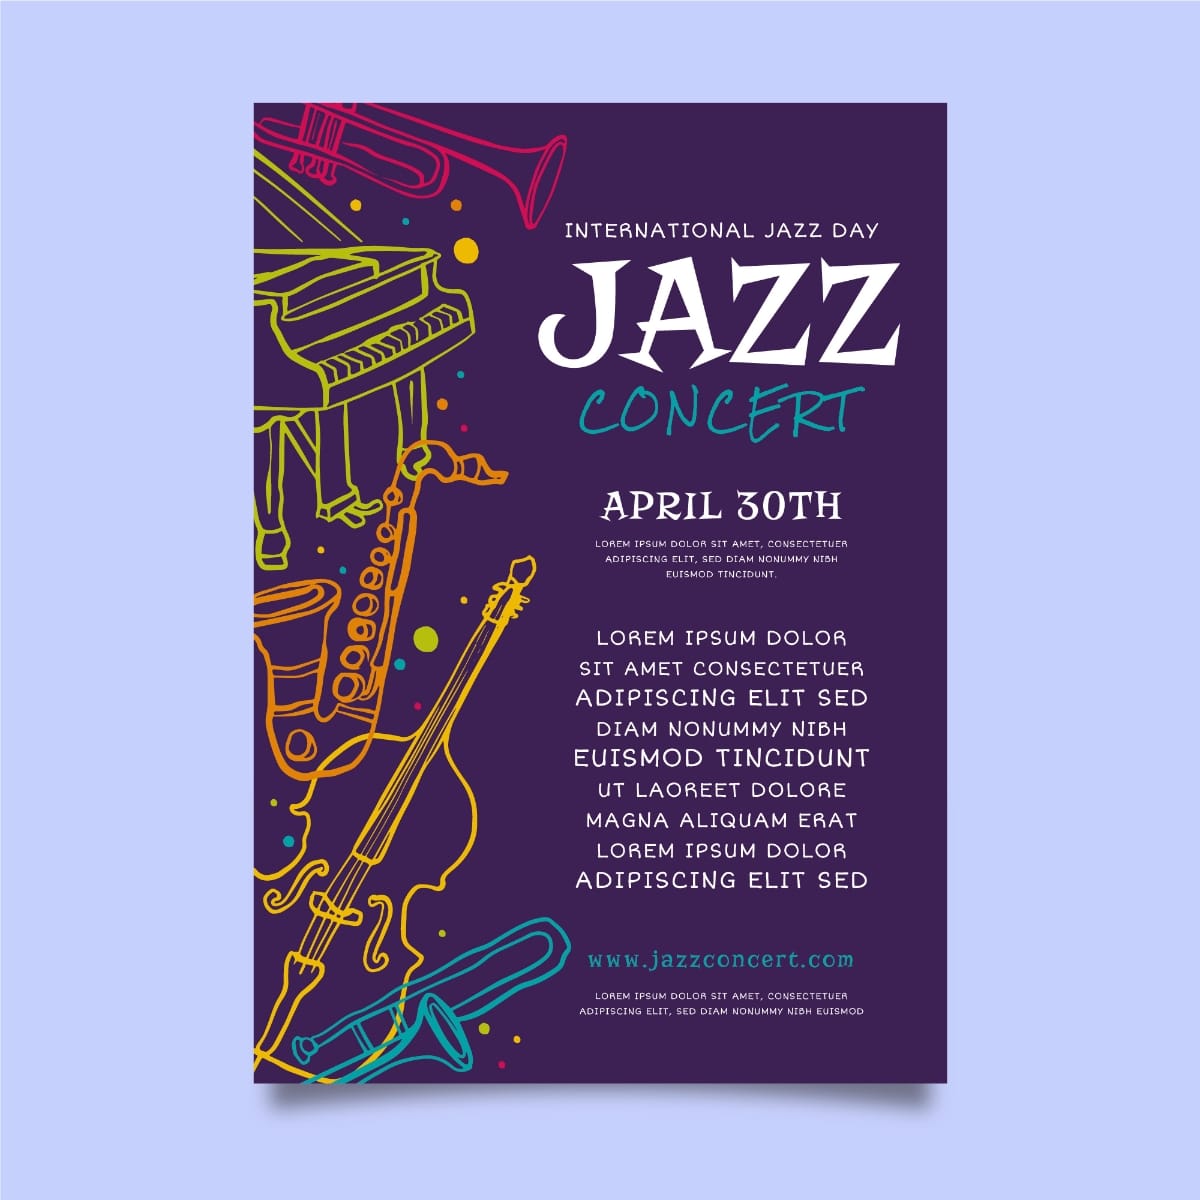 INTERNATIONAL JAZZ DAY
JAZZ
CONCERT
APRIL 30TH
LOREM IPSUM DOLOR SIT AMET, CONSECTETUER
ADIPISCING ELIT, SED DIAM NONUMMY NIBH
EUISMOD TINCIDUNT.
LOREM IPSUM DOLOR
SIT AMET CONSECTETUER
ADIPISCING ELIT SED
DIAM NONUMMY NIBH
EUISMOD TINCIDUNT
UT LAOREET DOLORE
MAGNA ALIQUAM ERAT
LOREM IPSUM DOLOR
ADIPISCING ELIT SED
www.jazzconcert.com
LOREM IPSUM DOLOR SIT AMET, CONSECTETUER
ADIPISCING ELIT, SED DIAM NONUMMY NIBH EUISMOD